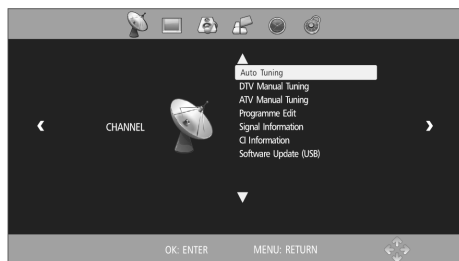 Auto Tuning
DTV Manual Tuning
ATV Manual Tuning
CHANNEL
Programme Edit
Signal Information
CI Information
Software Update (USB)
OK: ENTER
MENU: RETURN